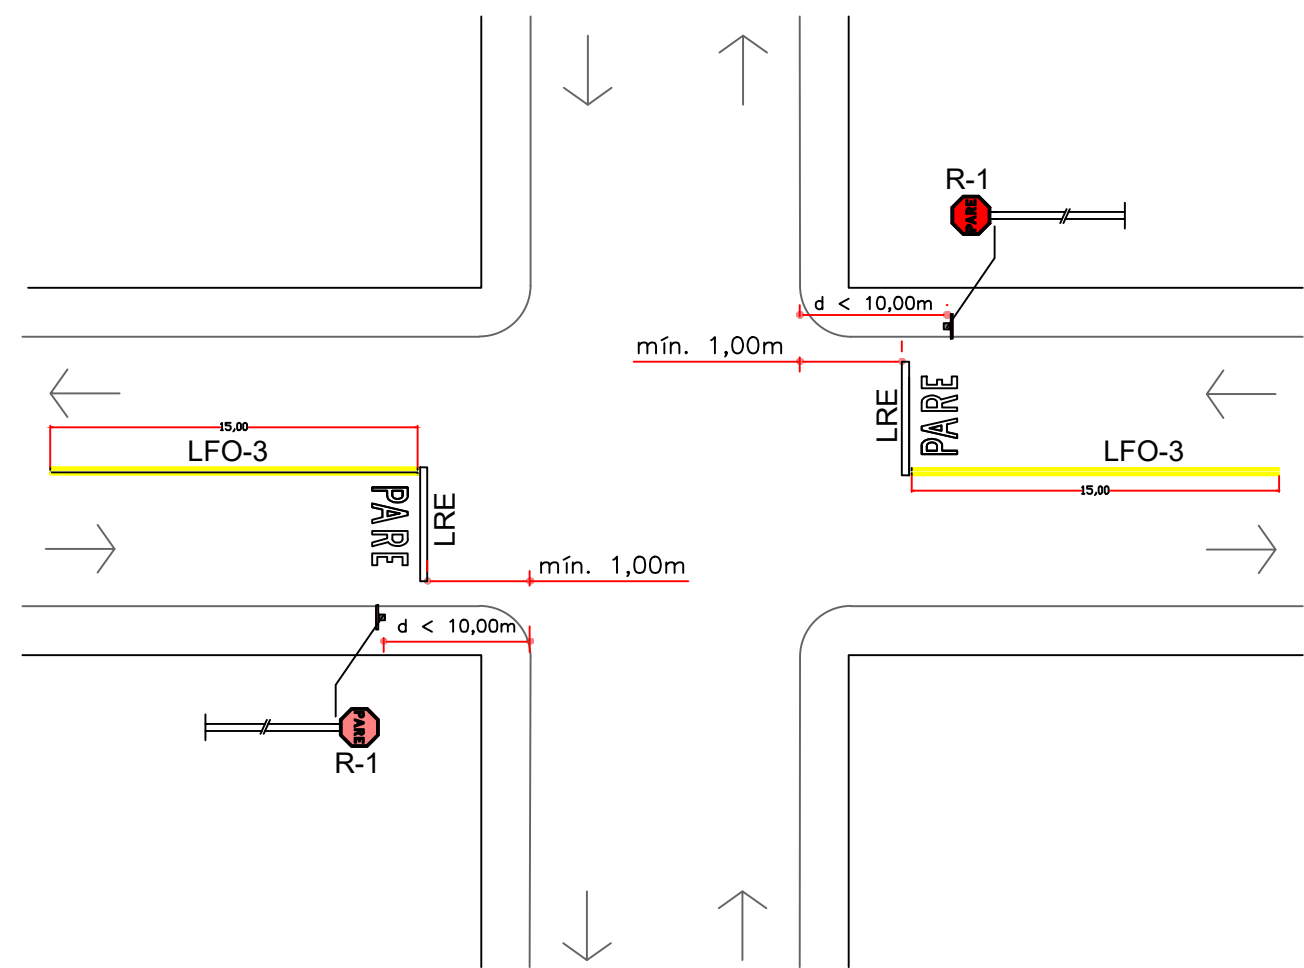 R-1
PARE
d < 10,00m
mín. 1,00m
LRE
PARE
15,00
LFO-3
LFO-3
15,00
PARE
LRE
mín. 1,00m
d < 10,00m
PARE
R-1